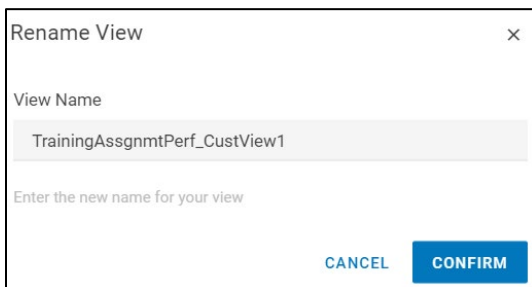 Rename View ×
View Name
TrainingAssgnmtPerf_CustView1
Enter the new name for your view
CANCEL CONFIRM